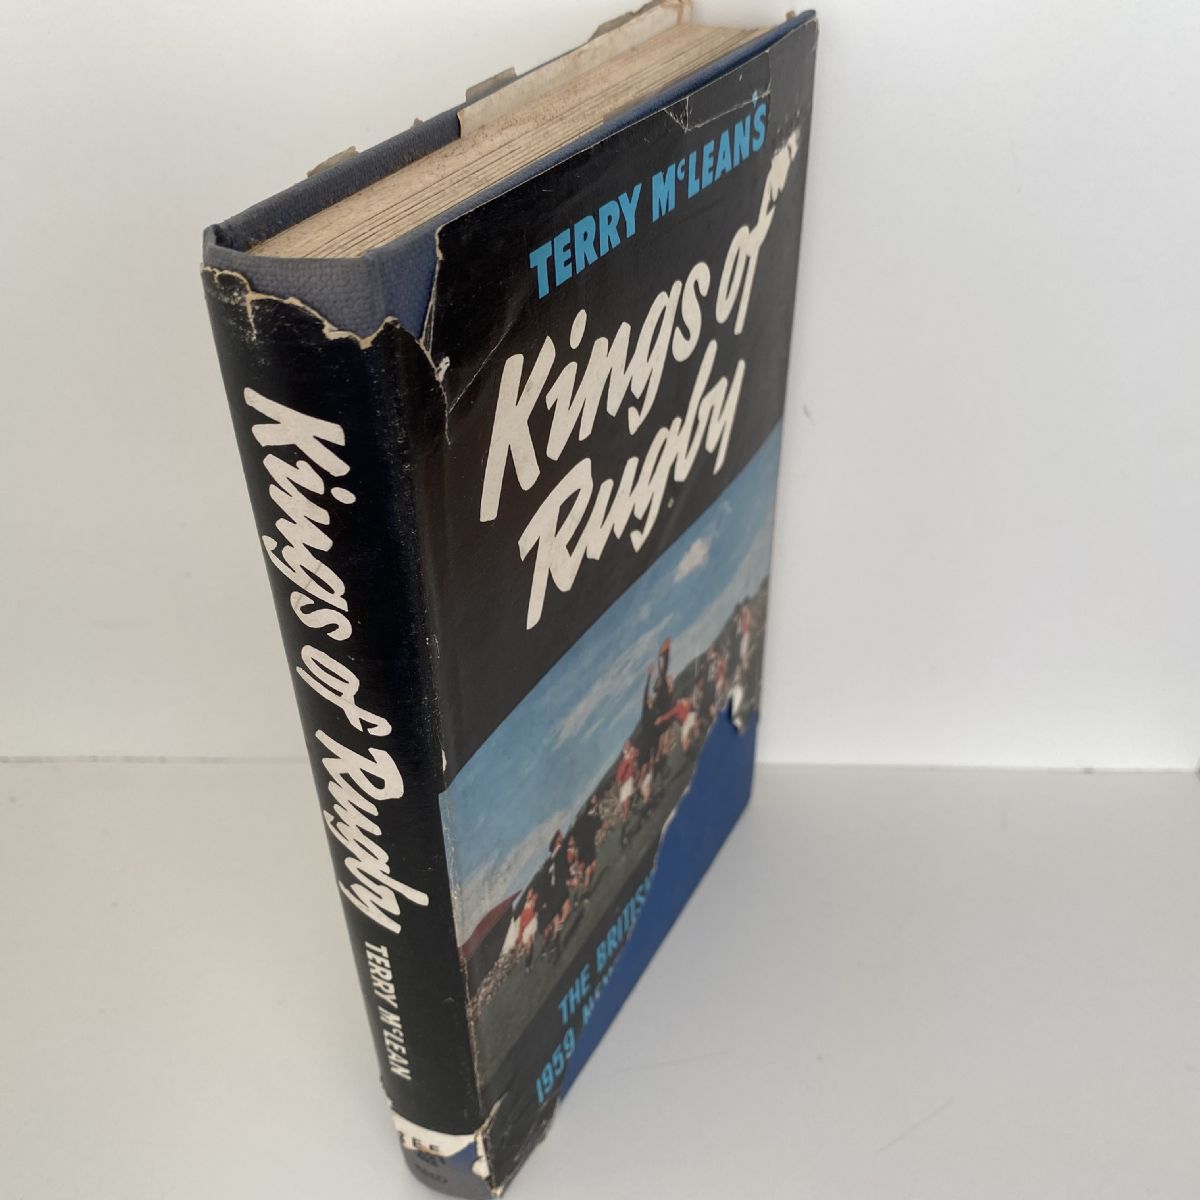 TERRY McLEAN'S
Kings of
Rugby
THE BRITISH
1959
Kings of Rugby
TERRY McLEAN